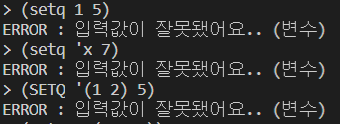 > (setq 1 5)
ERROR : 입력값이 잘못됐어요.. (변수)
> (setq 'x 7)
ERROR : 입력값이 잘못됐어요.. (변수)
> (SETQ '(1 2) 5)
ERROR : 입력값이 잘못됐어요.. (변수)